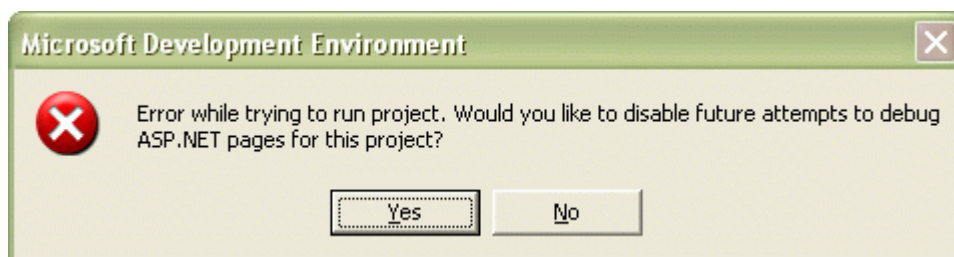 Microsoft Development Environment
Error while trying to run project. Would you like to disable future attempts to debug
ASP.NET pages for this project?
Yes
No